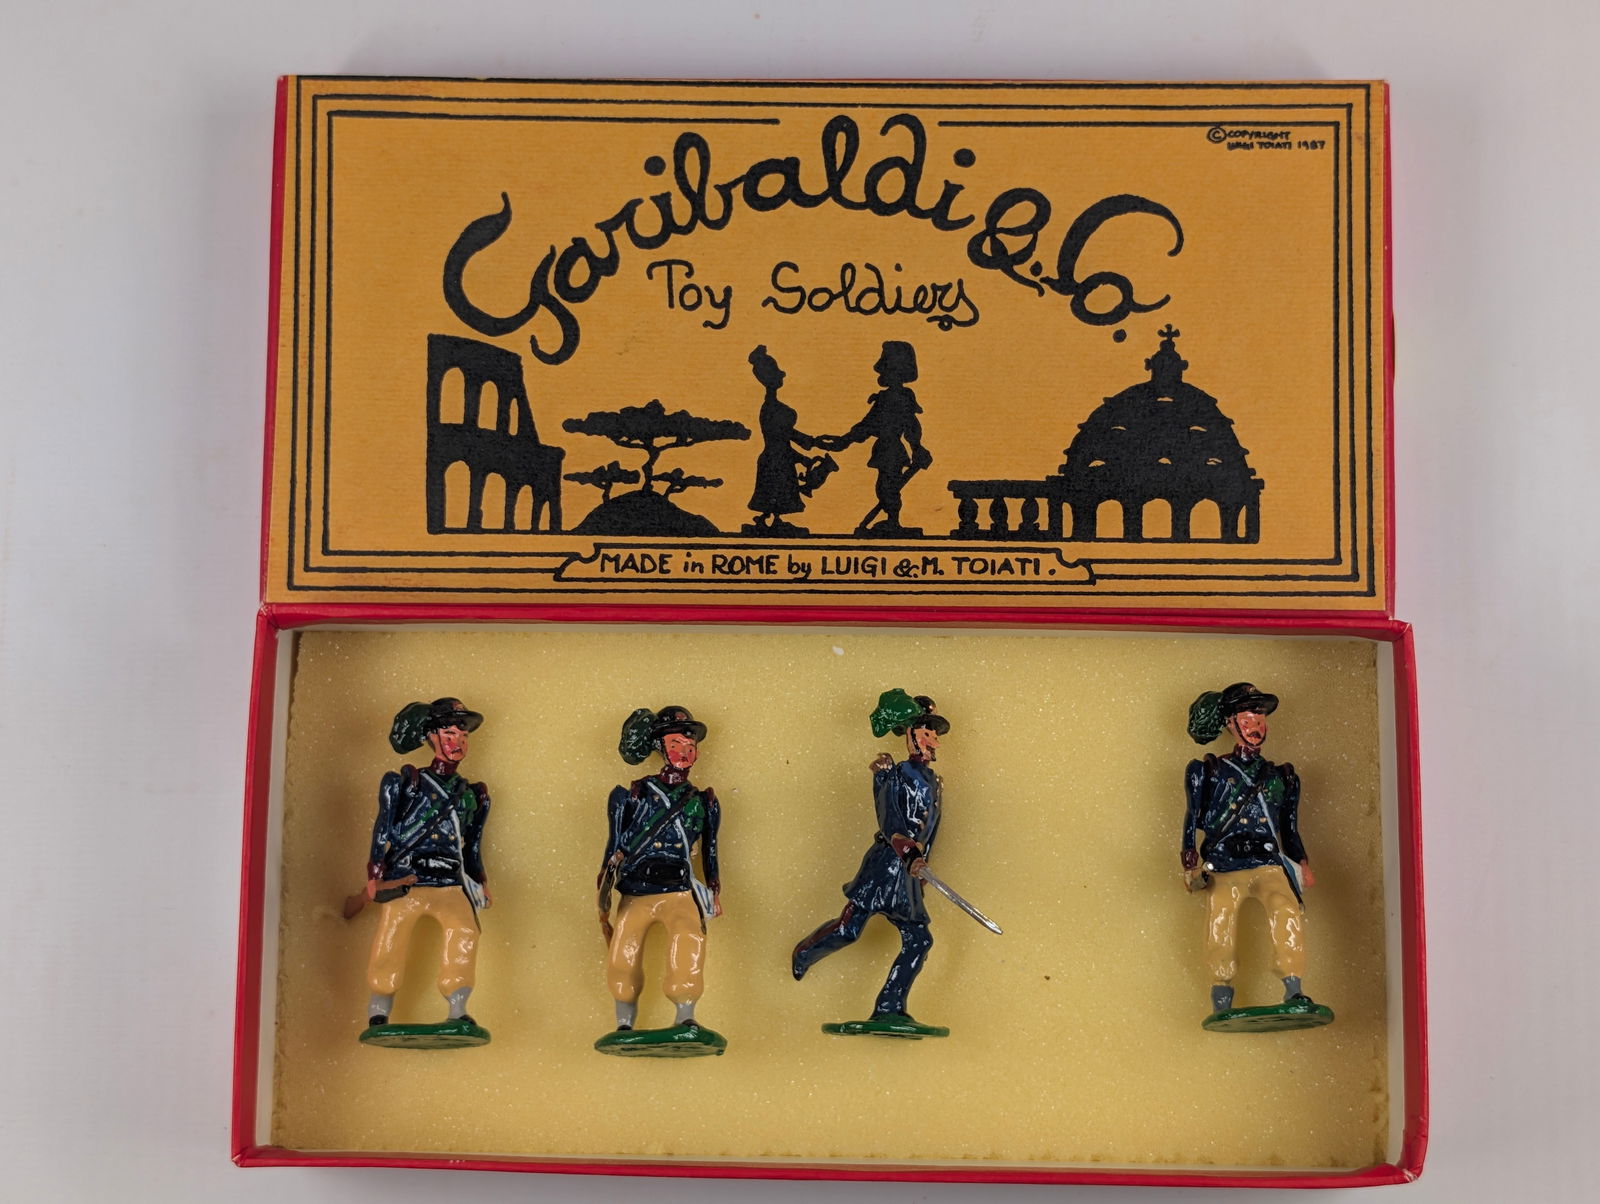 Garibaldi & Co.
Toy Soldiers
© COPYRIGHT
LUIGI TOIATI 1987
MADE in ROME by LUIGI & M. TOIATI.